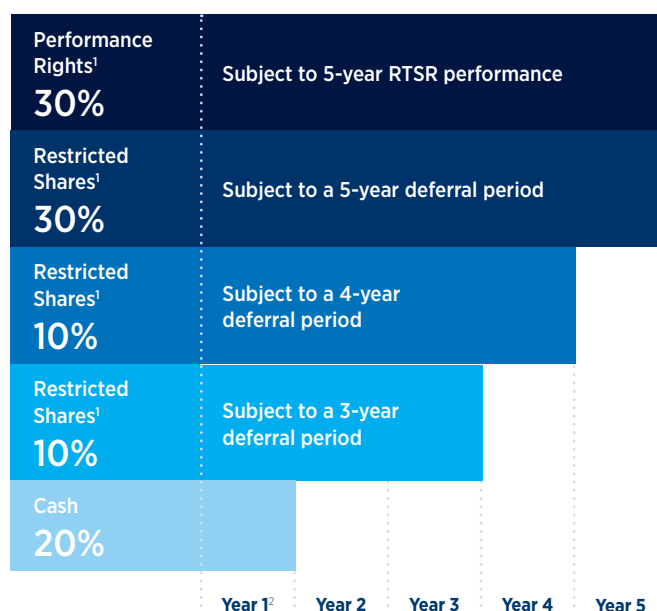 Performance
Rights¹
30%
Subject to 5-year RTSR performance
Restricted
Shares¹
30%
Subject to a 5-year deferral period
Restricted
Shares¹
10%
Subject to a 4-year
deferral period
Restricted
Shares¹
10%
Subject to a 3-year
deferral period
Cash
20%
Year 1² Year 2 Year 3 Year 4 Year 5